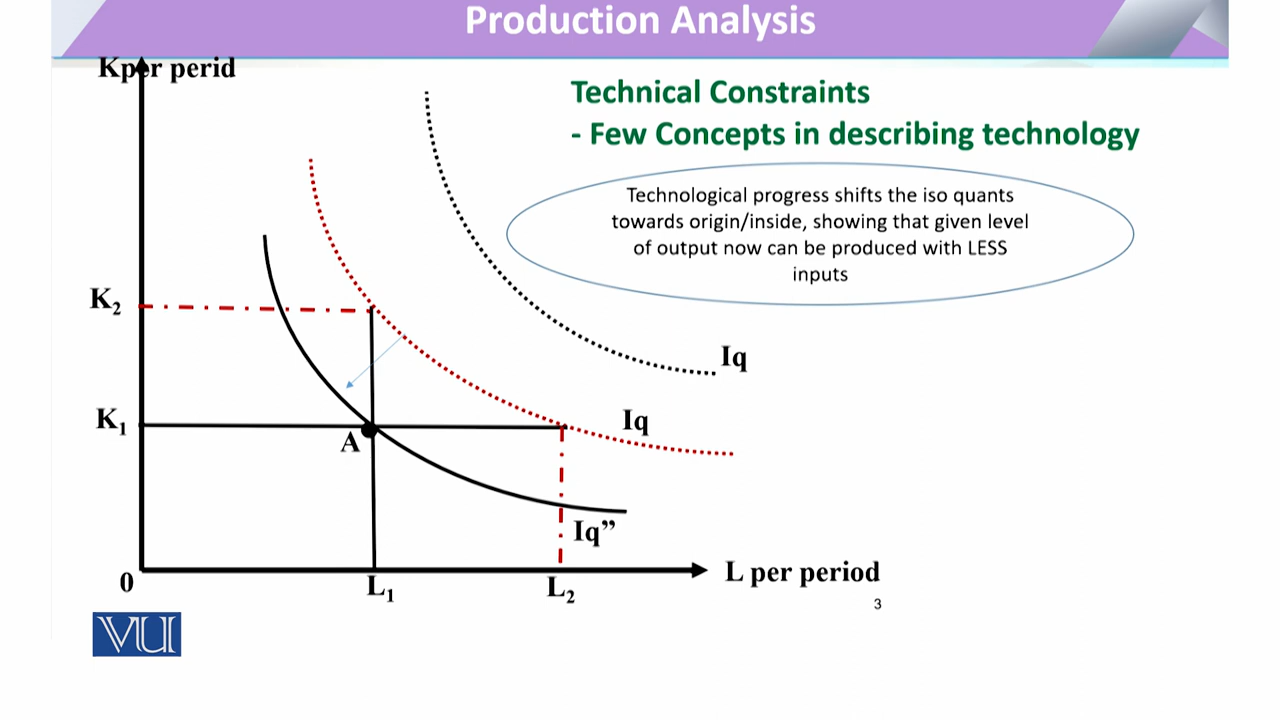 Production Analysis
Kper perid
Technical Constraints
- Few Concepts in describing technology
Technological progress shifts the iso quants
towards origin/inside, showing that given level
of output now can be produced with LESS
inputs
K₂
Iq
K₁
Iq
A
Iq”
0
L₁
L₂
L per period
3
VU